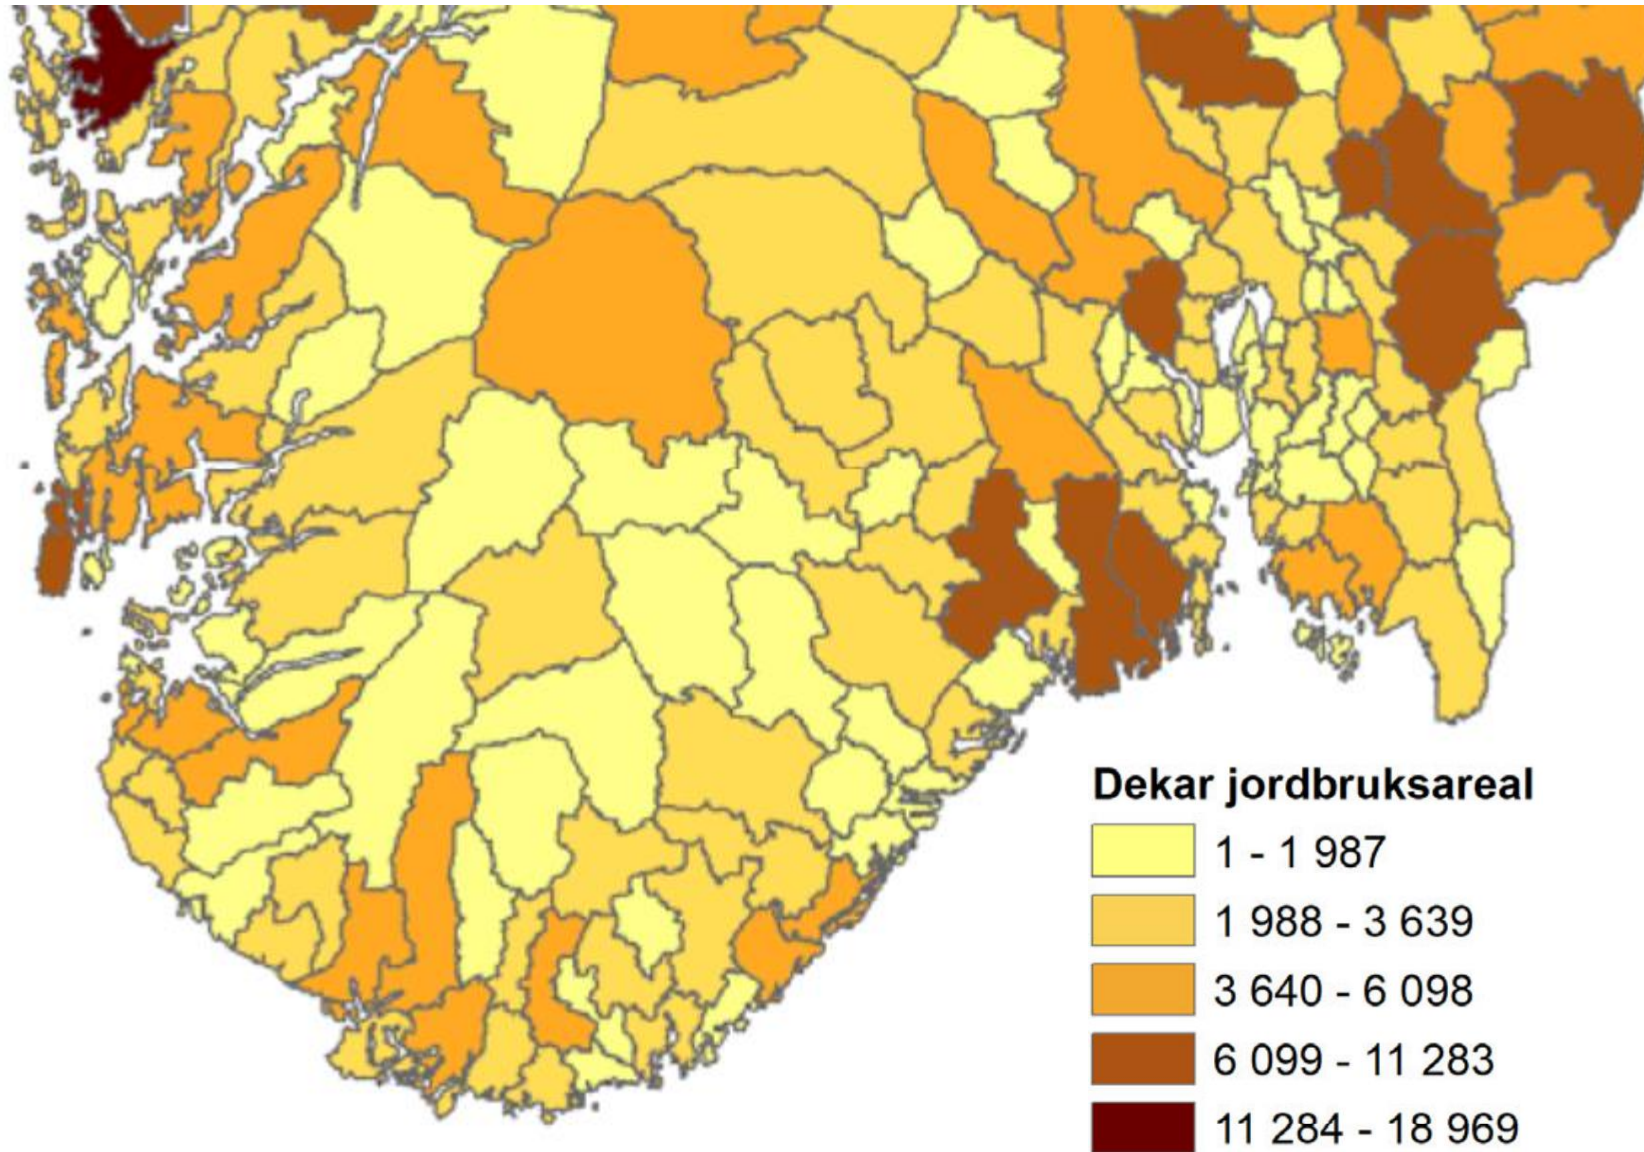 Dekar jordbruksareal
1 - 1 987
1 988 - 3 639
3 640 - 6 098
6 099 - 11 283
11 284 - 18 969